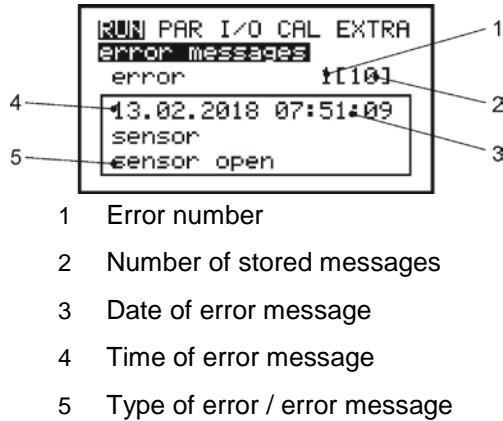 RUN PAR I/O CAL EXTRA
error messages
error 1[10]
13.02.2018 07:51:09
sensor
sensor open
1
2
3
4
5
1 Error number
2 Number of stored messages
3 Date of error message
4 Time of error message
5 Type of error / error message